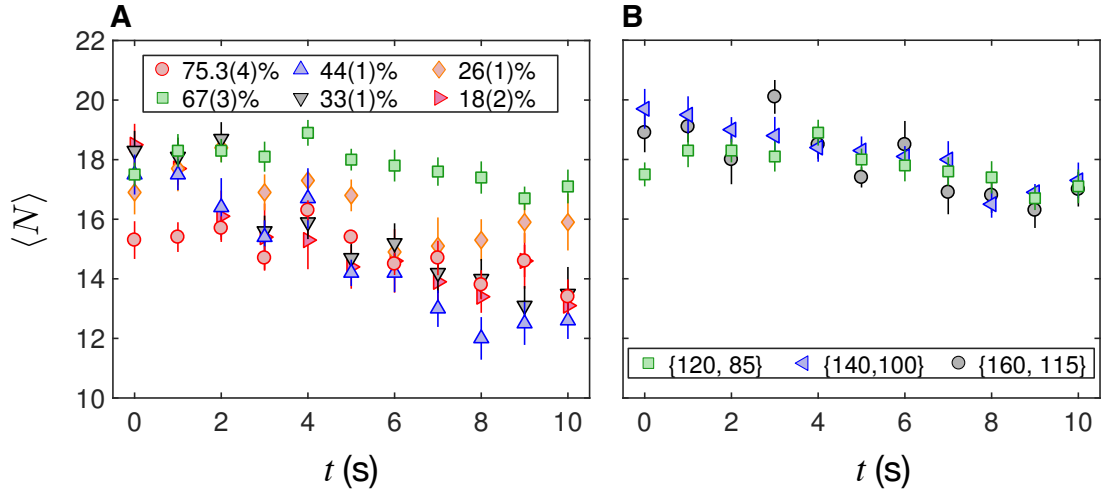 A
B
22
20
18
16
14
12
10
⟨N⟩
75.3(4)% 44(1)% 26(1)%
67(3)% 33(1)% 18(2)%
{120, 85} {140,100} {160, 115}
0 2 4 6 8 10
0 2 4 6 8 10
t (s)
t (s)